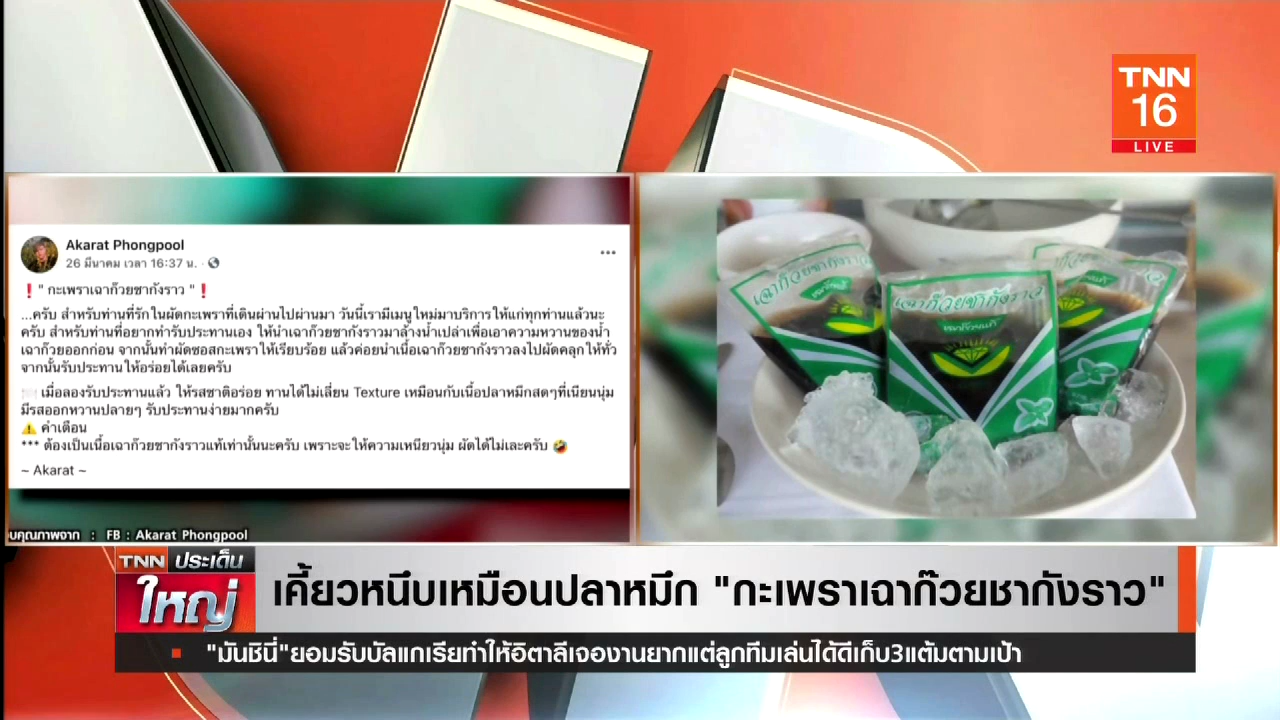 TNN
16
LIVE
Akarat Phongpool
26 มีนาคม เวลา 16:37 น.
❗" กะเพราเฉาก๊วยชากังราว "❗
...ครับ สำหรับท่านที่รักในผัดกะเพราที่เดินผ่านไปผ่านมา วันนี้เรามีเมนูใหม่มาบริการให้แก่ทุกท่านแล้วนะ
ครับ สำหรับท่านที่อยากทำรับประทานเอง ให้นำเฉาก๊วยชากังราวมาล้างน้ำเปล่าเพื่อเอาความหวานของน้ำ
เฉาก๊วยออกก่อน จากนั้นทำผัดซอสกะเพราให้เรียบร้อย แล้วค่อยนำเนื้อเฉาก๊วยชากังราวลงไปผัดคลุกให้ทั่ว
จากนั้นรับประทานให้อร่อยได้เลยครับ
🍽 เมื่อลองรับประทานแล้ว ให้รสชาติอร่อย ทานได้ไม่เลี่ยน Texture เหมือนกับเนื้อปลาหมึกสดๆที่เนียนนุ่ม
มีรสออกหวานปลายๆ รับประทานง่ายมากครับ
⚠️ คำเตือน
*** ต้องเป็นเนื้อเฉาก๊วยชากังราวแท้เท่านั้นนะครับ เพราะจะให้ความเหนียวนุ่ม ผัดได้ไม่เละครับ 🤣
~ Akarat ~
เฉาก๊วยชากังราว
เฉาก๊วยชากังราว
เฉาก๊วยชากังราว
บคุณภาพจาก : FB : Akarat Phongpool
TNN ประเด็น
ใหญ่
เคี้ยวหนึบเหมือนปลาหมึก "กะเพราเฉาก๊วยชากังราว"
"มันชินี่"ยอมรับบัลแกเรียทำให้อิตาลีเจองานยากแต่ลูกทีมเล่นได้ดีเก็บ3แต้มตามเป้า